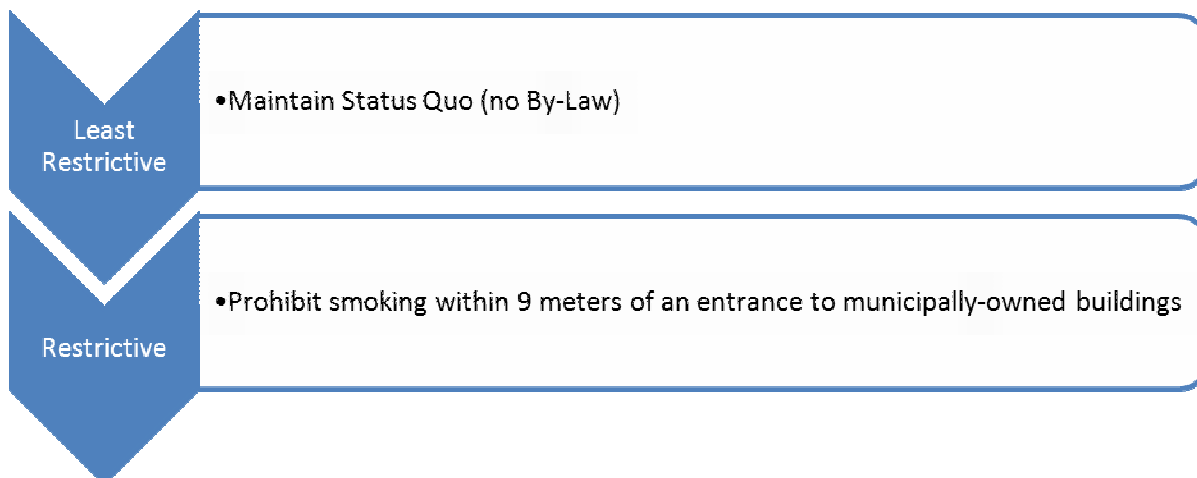 Least
Restrictive
•Maintain Status Quo (no By-Law)
Restrictive
•Prohibit smoking within 9 meters of an entrance to municipally-owned buildings